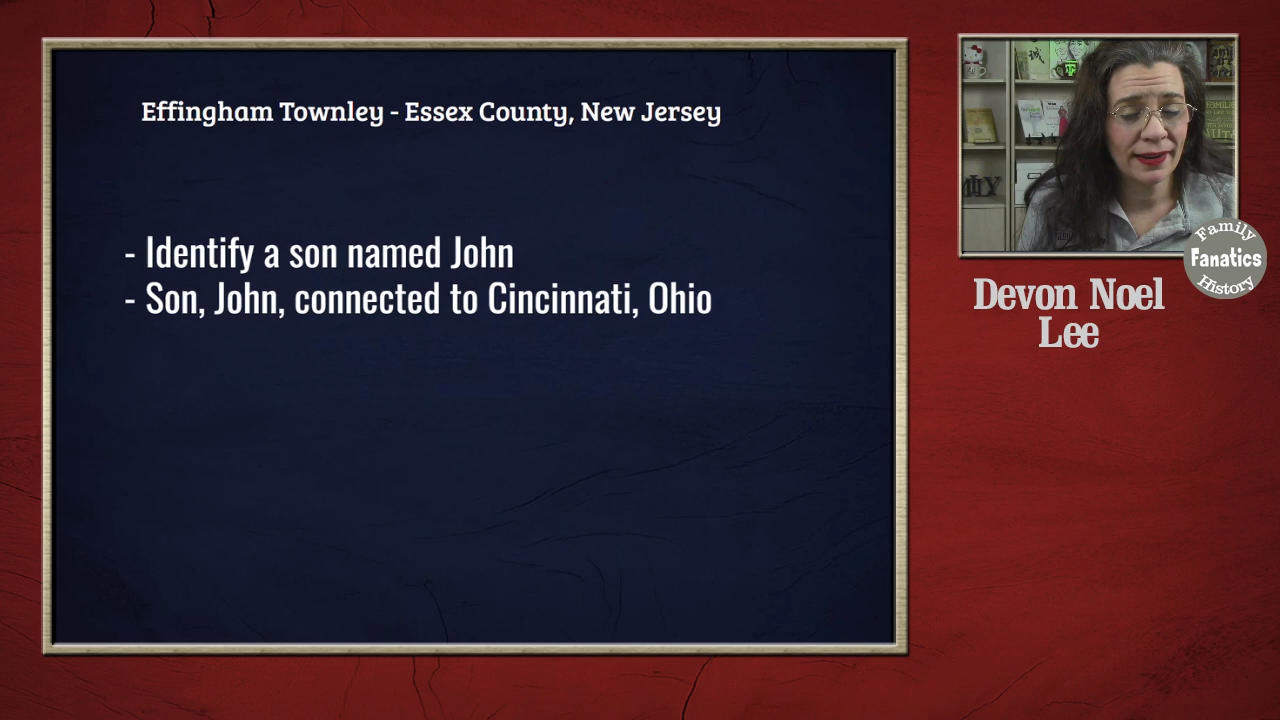 Effingham Townley - Essex County, New Jersey
- Identify a son named John
- Son, John, connected to Cincinnati, Ohio
Family
Fanatics
History
Devon Noel
Lee